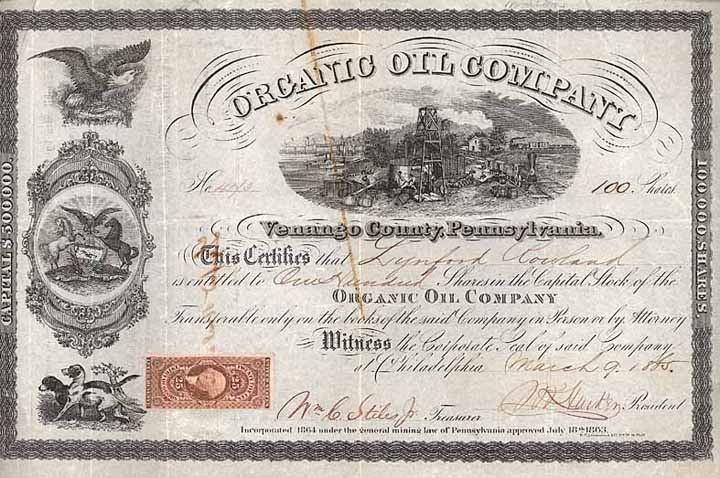 ORGANIC OIL COMPANY
CAPITAL $500.000.
100.000 SHARES.
No
100 Shares.
Venango County, Pennsylvania.
This Certifies that Lynford Rowland
is entitled to One Hundred Shares in the Capital Stock of the
ORGANIC OIL COMPANY
Transferable only on the books of the said Company in Person or by Attorney
Witness the Corporate Seal of said Company
at Philadelphia March 9. 1865.
25 25
Wm C Stiles Jr Treasurer
President
Incorporated 1864 under the general mining law of Pennsylvania approved July 18th 1863.